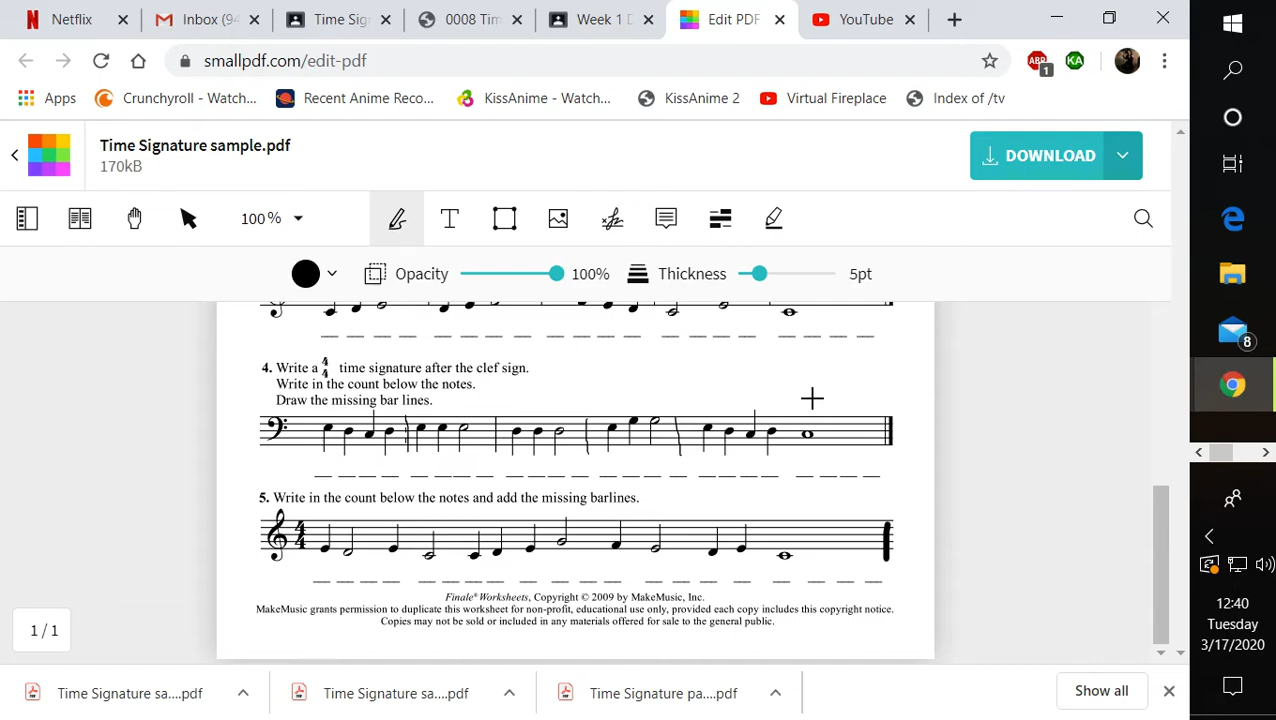 Netflix
Inbox (94
Time Sig
0008 Tim
Week 1 D
Edit PDF
YouTube
smallpdf.com/edit-pdf
ABP
1
KA
Apps
Crunchyroll - Watch...
Recent Anime Reco...
KissAnime - Watch...
KissAnime 2
Virtual Fireplace
Index of /tv
Time Signature sample.pdf
170kB
DOWNLOAD
100 %
T
Opacity
100%
Thickness
5pt
4. Write a 4/4 time signature after the clef sign.
Write in the count below the notes.
Draw the missing bar lines.
5. Write in the count below the notes and add the missing barlines.
4
4
Finale® Worksheets, Copyright © 2009 by MakeMusic, Inc.
MakeMusic grants permission to duplicate this worksheet for non-profit, educational use only, provided each copy includes this copyright notice.
Copies may not be sold or included in any materials offered for sale to the general public.
1 / 1
Time Signature sa....pdf
Time Signature sa....pdf
Time Signature pa....pdf
Show all
8
12:40
Tuesday
3/17/2020